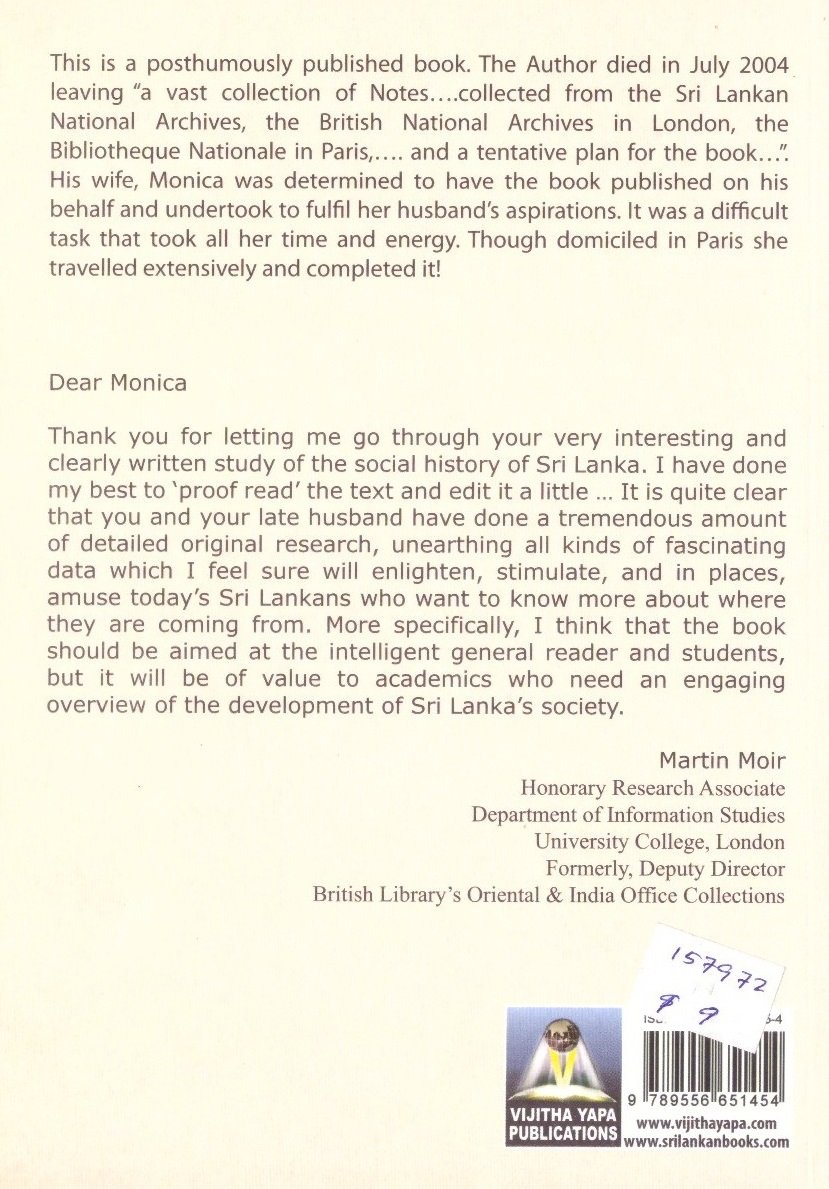 This is a posthumously published book. The Author died in July 2004
leaving “a vast collection of Notes....collected from the Sri Lankan
National Archives, the British National Archives in London, the
Bibliotheque Nationale in Paris,.... and a tentative plan for the book...”.
His wife, Monica was determined to have the book published on his
behalf and undertook to fulfil her husband’s aspirations. It was a difficult
task that took all her time and energy. Though domiciled in Paris she
travelled extensively and completed it!
Dear Monica
Thank you for letting me go through your very interesting and
clearly written study of the social history of Sri Lanka. I have done
my best to ‘proof read’ the text and edit it a little ... It is quite clear
that you and your late husband have done a tremendous amount
of detailed original research, unearthing all kinds of fascinating
data which I feel sure will enlighten, stimulate, and in places,
amuse today’s Sri Lankans who want to know more about where
they are coming from. More specifically, I think that the book
should be aimed at the intelligent general reader and students,
but it will be of value to academics who need an engaging
overview of the development of Sri Lanka’s society.
Martin Moir
Honorary Research Associate
Department of Information Studies
University College, London
Formerly, Deputy Director
British Library’s Oriental & India Office Collections
157972
$ 9
VIJITHA YAPA
PUBLICATIONS
9 789556 651454
www.vijithayapa.com
www.srilankanbooks.com